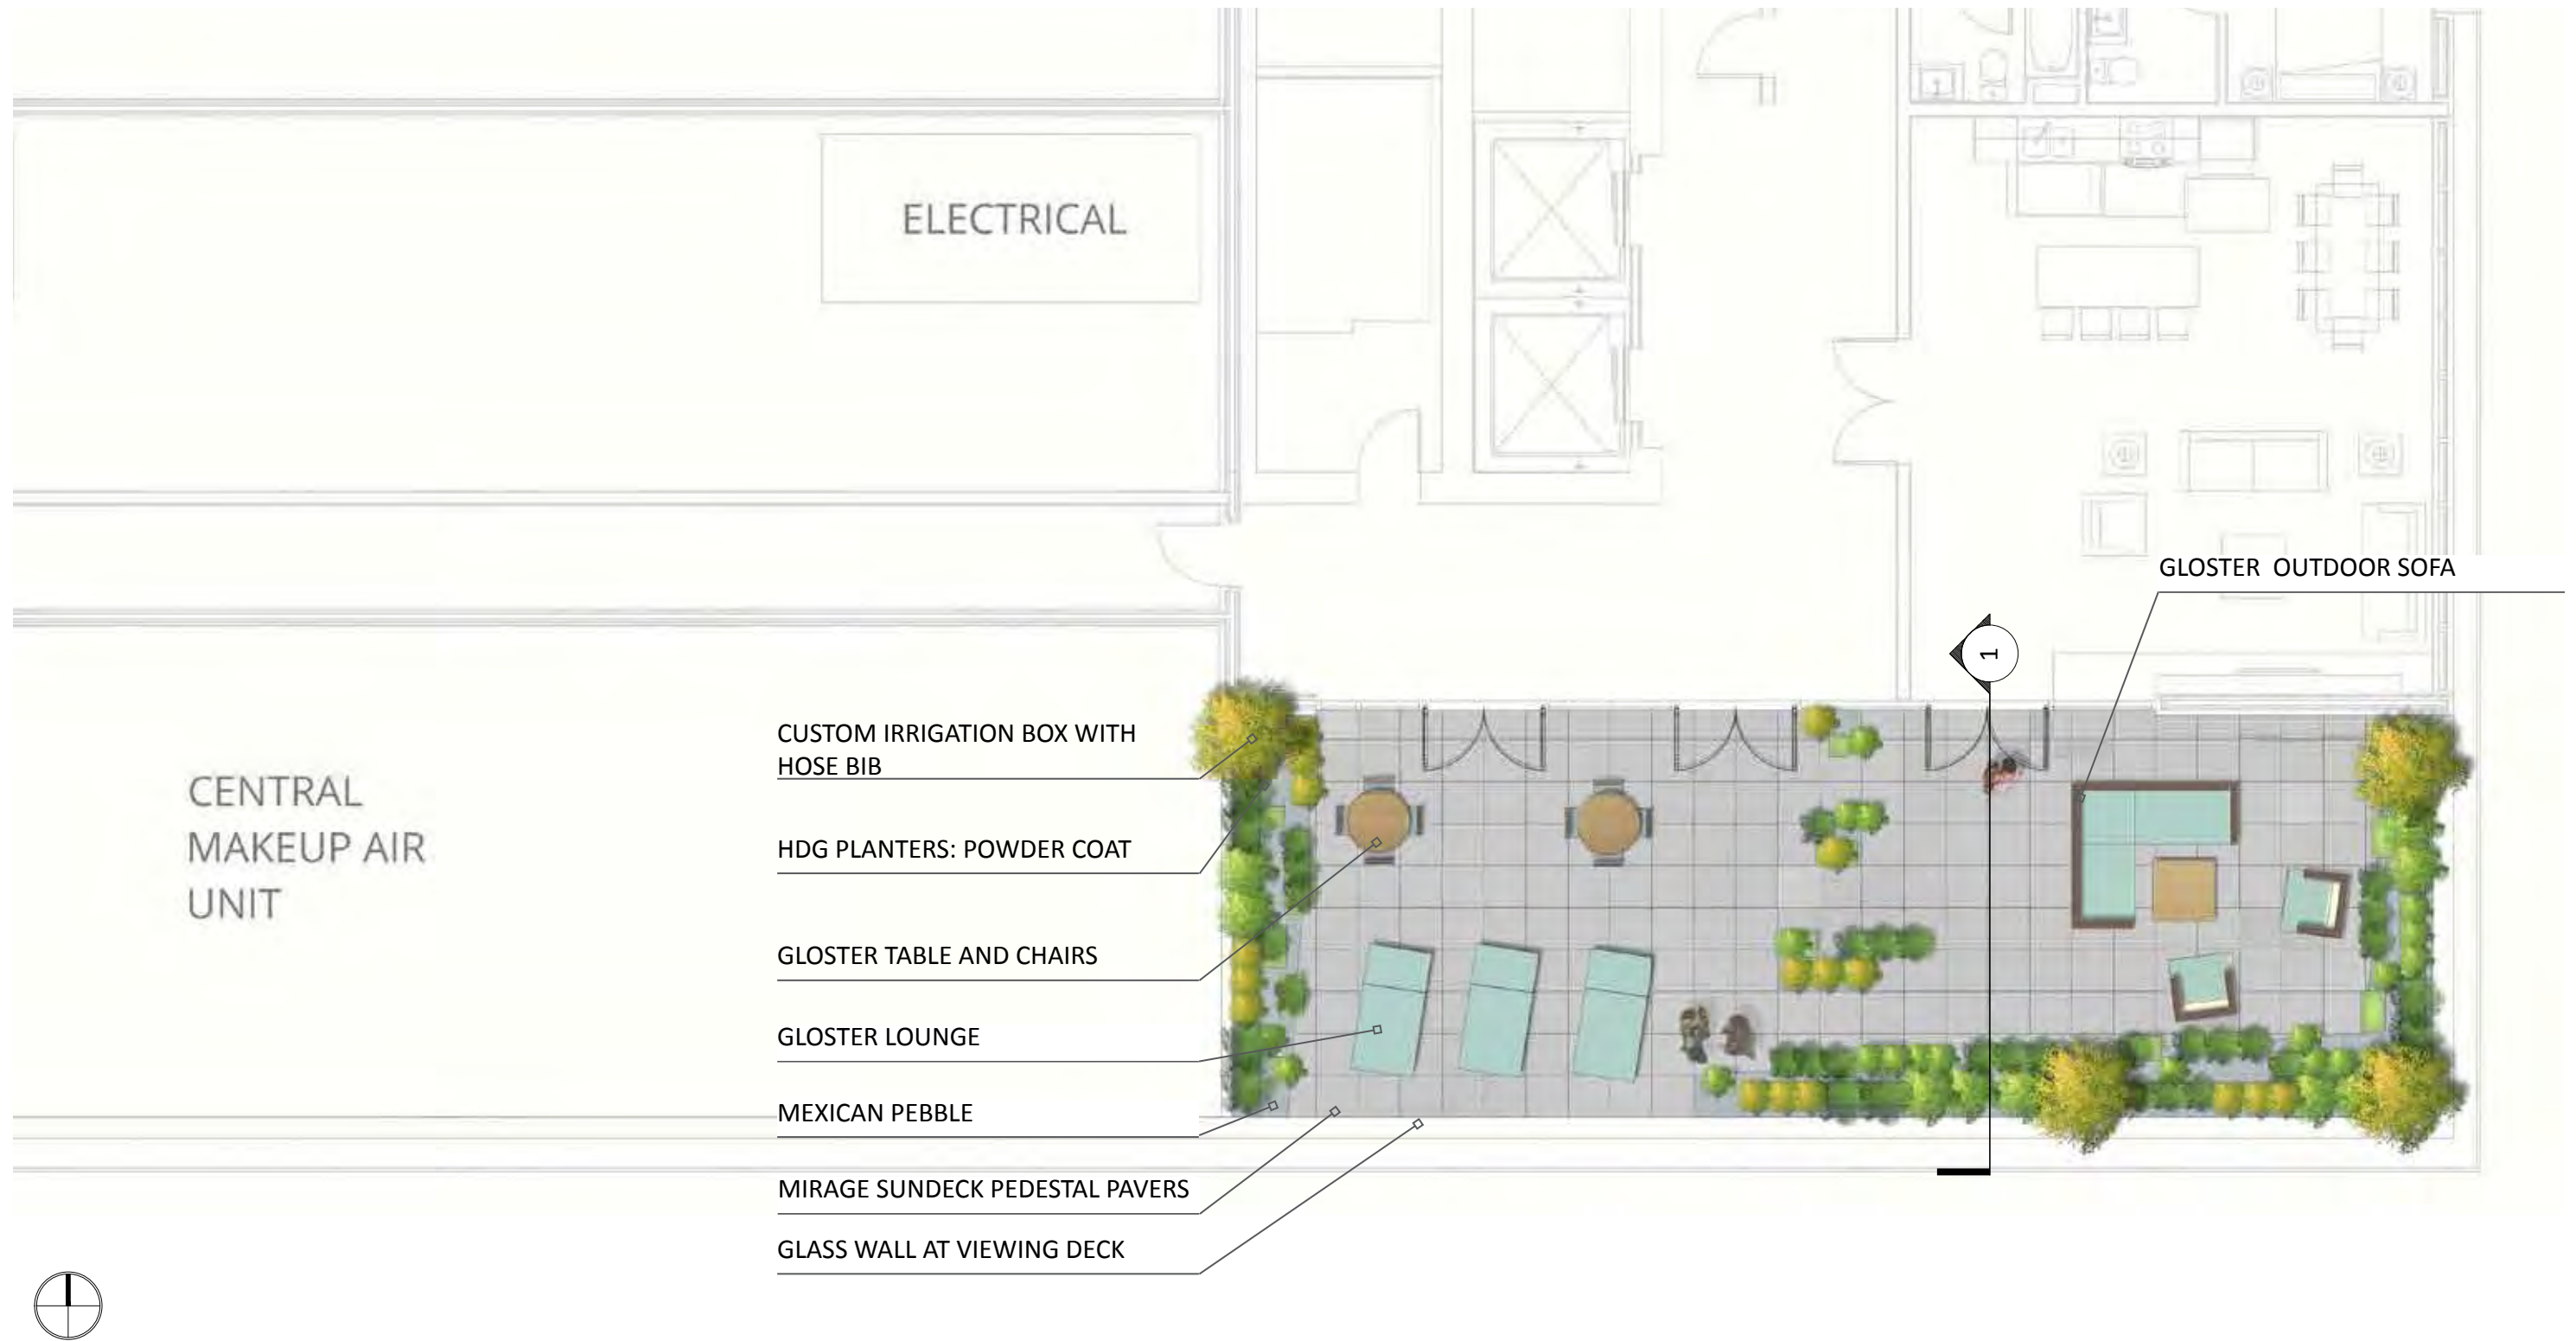 ELECTRICAL
GLOSTER  OUTDOOR SOFA
1
CUSTOM IRRIGATION BOX WITH
HOSE BIB
CENTRAL
MAKEUP AIR
UNIT
HDG PLANTERS: POWDER COAT
GLOSTER TABLE AND CHAIRS
GLOSTER LOUNGE
MEXICAN PEBBLE
MIRAGE SUNDECK PEDESTAL PAVERS
GLASS WALL AT VIEWING DECK